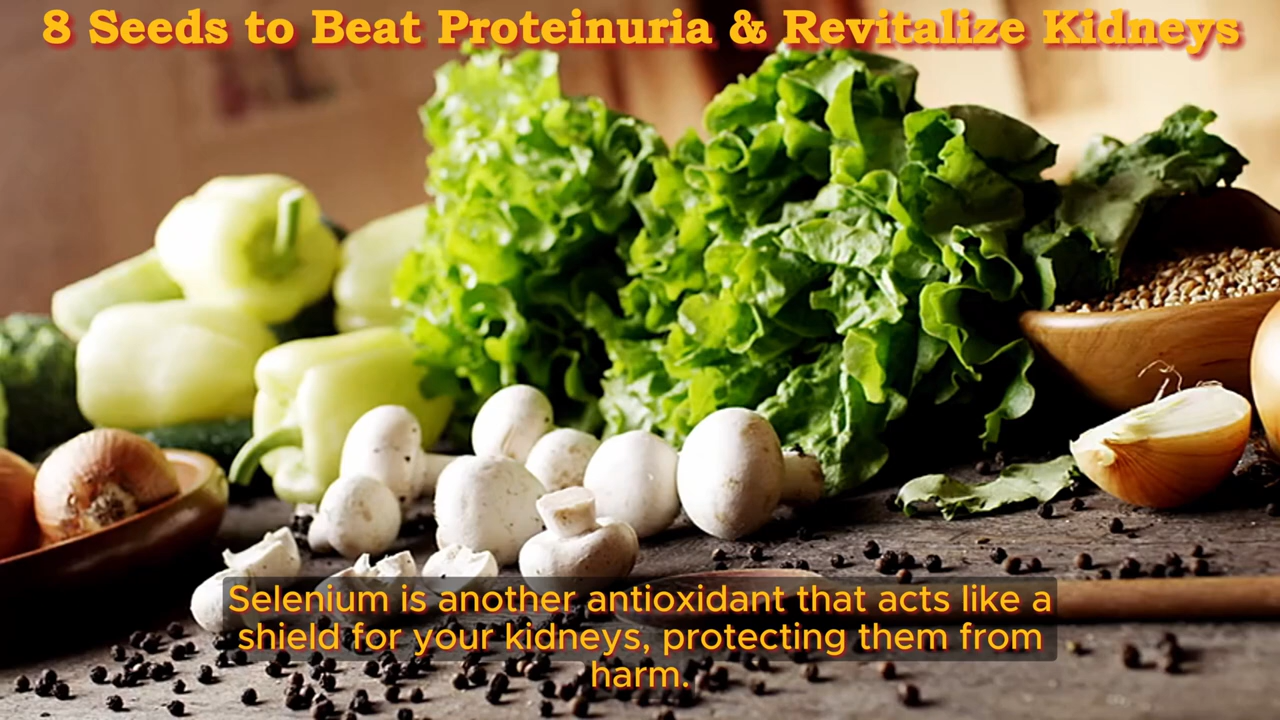 8 Seeds to Beat Proteinuria & Revitalize Kidneys
Selenium is another antioxidant that acts like a
shield for your kidneys, protecting them from
harm.